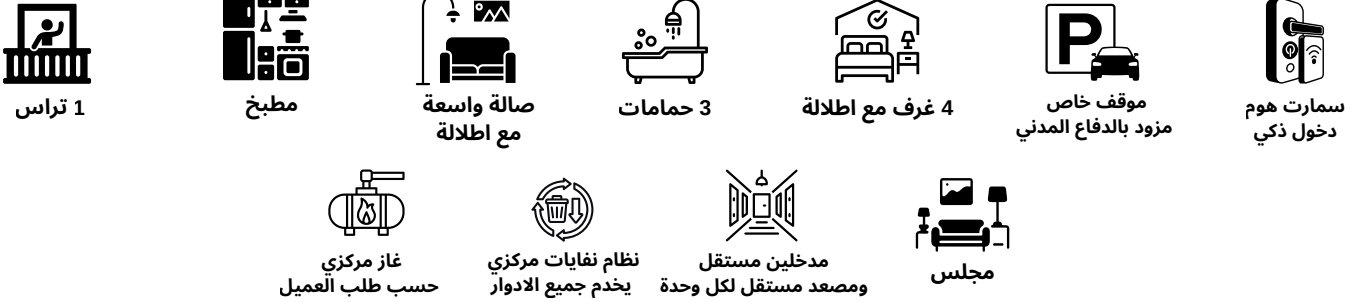 سمارت هوم
دخول ذكي
موقف خاص
مزود بالدفاع المدني
4 غرف مع اطلالة
3 حمامات
صالة واسعة
مع اطلالة
مطبخ
1 تراس
مجلس
مدخلين مستقل
ومصعد مستقل لكل وحدة
نظام نفايات مركزي
يخدم جميع الادوار
غاز مركزي
حسب طلب العميل
P